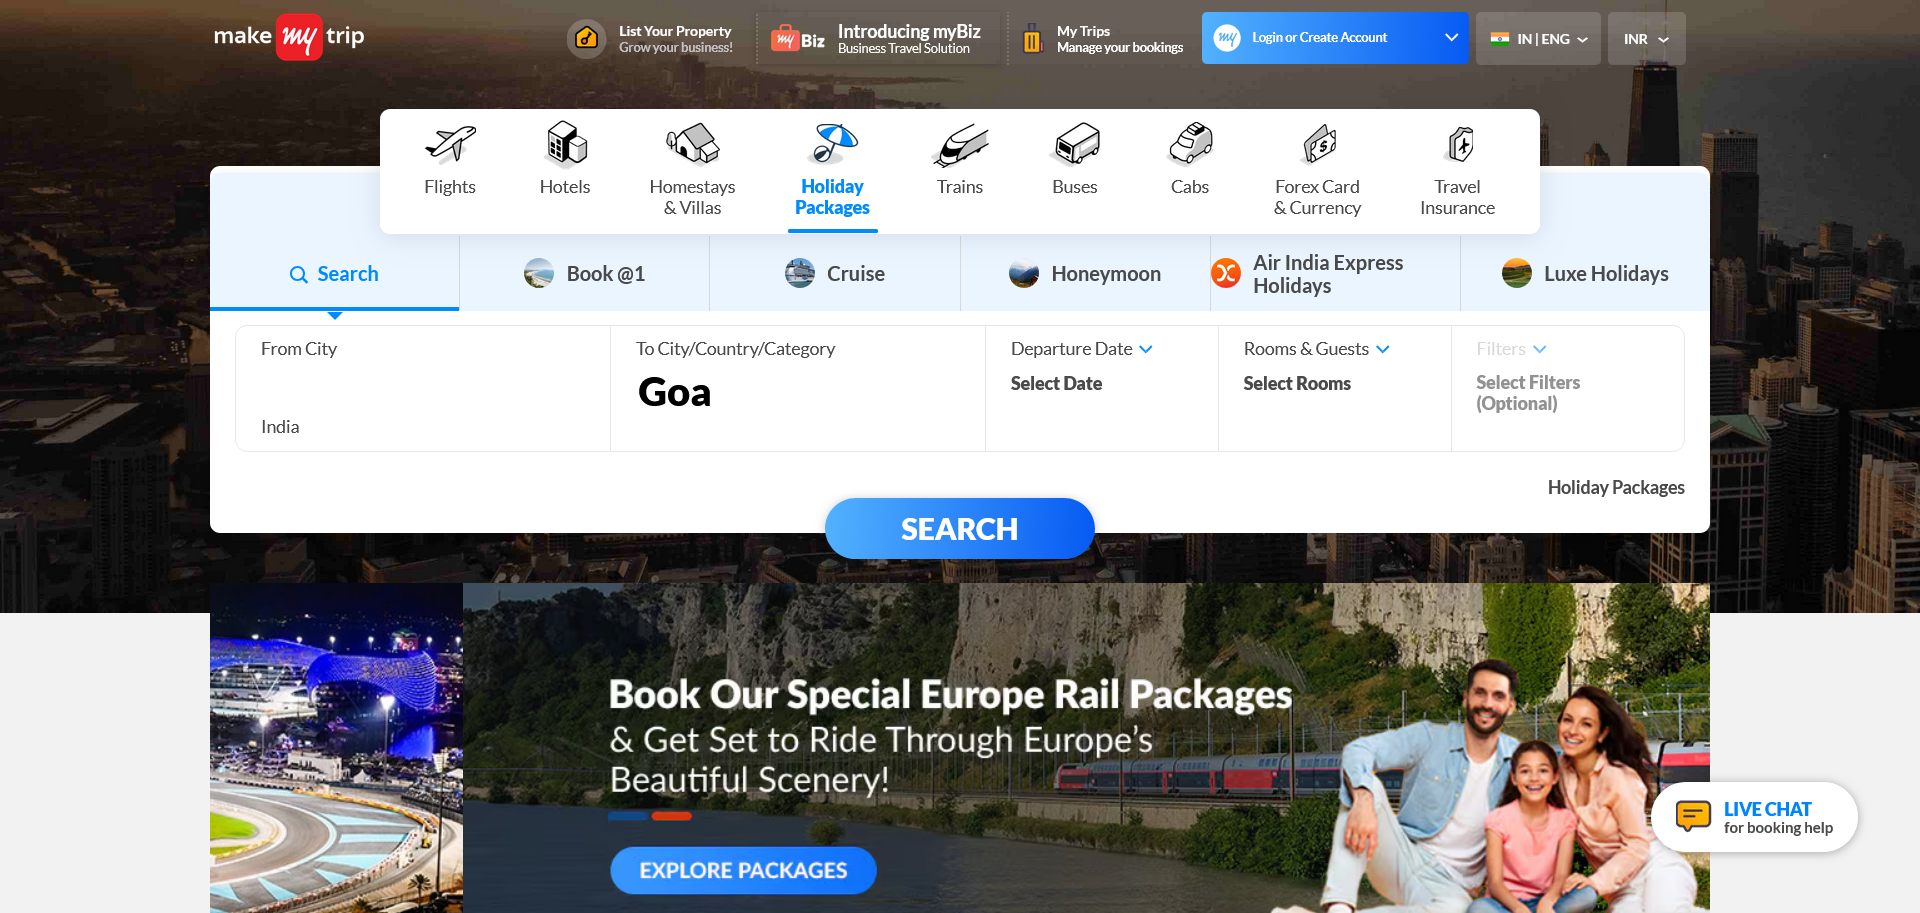 make my trip
List Your Property
Grow your business!
my Biz
Introducing myBiz
Business Travel Solution
My Trips
Manage your bookings
my
Login or Create Account
IN | ENG
INR
Flights
Hotels
Homestays
& Villas
Holiday
Packages
Trains
Buses
Cabs
Forex Card
& Currency
Travel
Insurance
Search
Book @1
Cruise
Honeymoon
Air India Express
Holidays
Luxe Holidays
From City
India
To City/Country/Category
Goa
Departure Date
Select Date
Rooms & Guests
Select Rooms
Filters
Select Filters
(Optional)
Holiday Packages
SEARCH
Book Our Special Europe Rail Packages
& Get Set to Ride Through Europe's
Beautiful Scenery!
EXPLORE PACKAGES
LIVE CHAT
for booking help